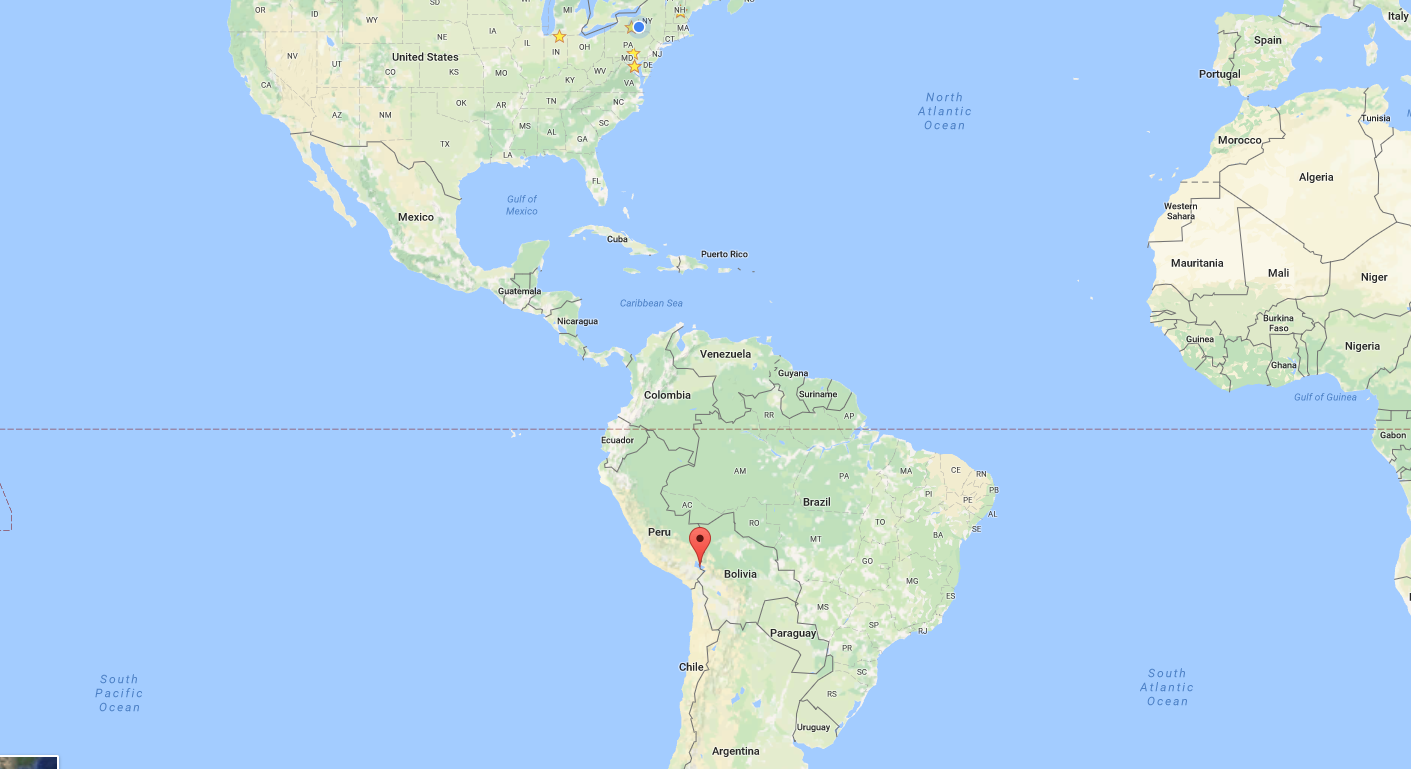 OR
ID
WY
SD
WI
MI
NH
NY
MA
CT
NE
IA
IL
IN
OH
PA
NJ
MD
DE
NV
UT
United States
CO
KS
MO
KY
WV
VA
CA
AZ
NM
OK
AR
TN
NC
SC
MS
AL
GA
TX
LA
FL
Gulf of
Mexico
Mexico
Cuba
Puerto Rico
Guatemala
Caribbean Sea
Nicaragua
North
Atlantic
Ocean
Italy
Spain
Portugal
Tunisia
Morocco
Algeria
Western
Sahara
Mauritania
Mali
Niger
Burkina
Faso
Guinea
Nigeria
Ghana
Gulf of Guinea
Gabon
Venezuela
Guyana
Suriname
Colombia
RR
AP
Ecuador
AM
PA
MA
CE
RN
PB
PI
PE
AL
SE
AC
Brazil
TO
BA
Peru
RO
MT
GO
Bolivia
MG
ES
MS
SP
RJ
Paraguay
PR
SC
Chile
RS
Uruguay
Argentina
South
Pacific
Ocean
South
Atlantic
Ocean